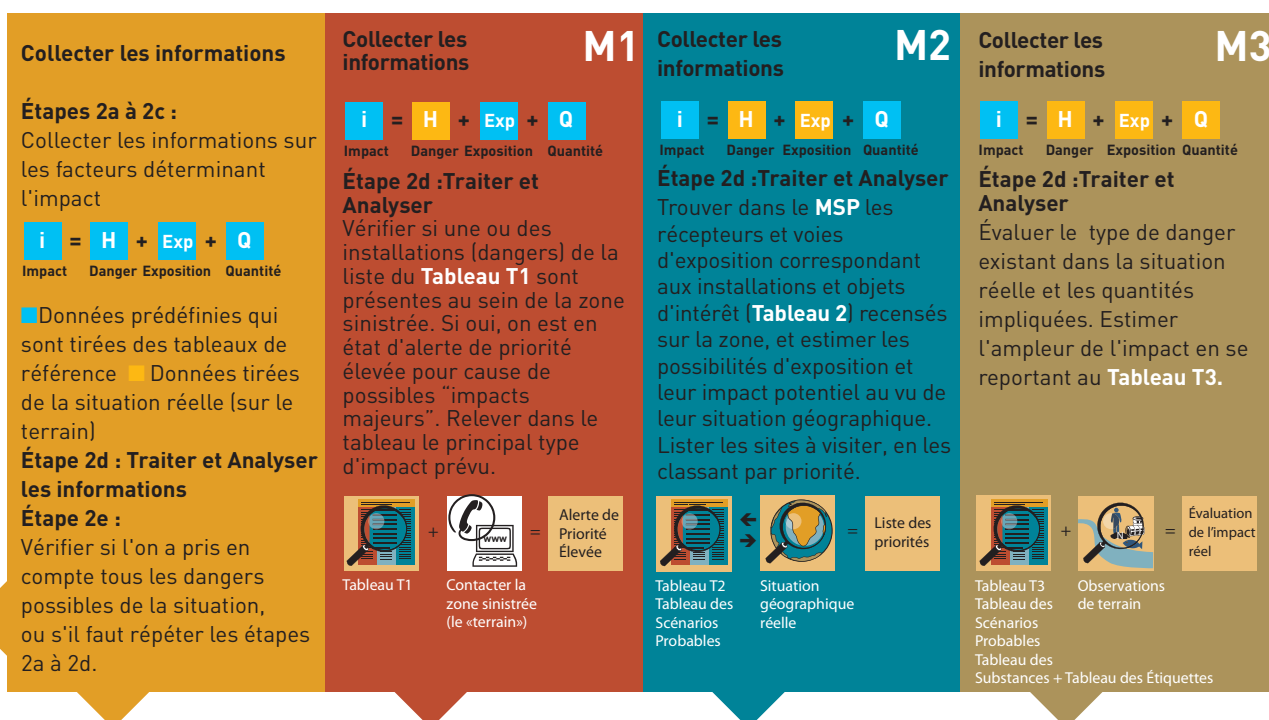 Collecter les informations
Étapes 2a à 2c :
Collecter les informations sur
les facteurs déterminant
l'impact
i = H + Exp + Q
Impact Danger Exposition Quantité
Données prédéfinies qui
sont tirées des tableaux de
référence Données tirées
de la situation réelle (sur le
terrain)
Étape 2d : Traiter et Analyser
les informations
Étape 2e :
Vérifier si l'on a pris en
compte tous les dangers
possibles de la situation,
ou s'il faut répéter les étapes
2a à 2d.
Collecter les
informations
M1
i = H + Exp + Q
Impact Danger Exposition Quantité
Étape 2d :Traiter et
Analyser
Vérifier si une ou des
installations (dangers) de la
liste du Tableau T1 sont
présentes au sein de la zone
sinistrée. Si oui, on est en
état d'alerte de priorité
élevée pour cause de
possibles "impacts
majeurs". Relever dans le
tableau le principal type
d'impact prévu.
+ www =
Alerte de
Priorité
Élevée
Tableau T1
Contacter la
zone sinistrée
(le «terrain»)
Collecter les
informations
M2
i = H + Exp + Q
Impact Danger Exposition Quantité
Étape 2d :Traiter et Analyser
Trouver dans le MSP les
récepteurs et voies
d'exposition correspondant
aux installations et objets
d'intérêt (Tableau 2) recensés
sur la zone, et estimer les
possibilités d'exposition et
leur impact potentiel au vu de
leur situation géographique.
Lister les sites à visiter, en les
classant par priorité.
=
Liste des
priorités
Tableau T2
Tableau des
Scénarios
Probables
Situation
géographique
réelle
Collecter les
informations
M3
i = H + Exp + Q
Impact Danger Exposition Quantité
Étape 2d :Traiter et
Analyser
Évaluer le type de danger
existant dans la situation
réelle et les quantités
impliquées. Estimer
l'ampleur de l'impact en se
reportant au Tableau T3.
+ =
Évaluation
de l'impact
réel
Tableau T3
Tableau des
Scénarios
Probables
Tableau des
Substances + Tableau des Étiquettes
Observations
de terrain